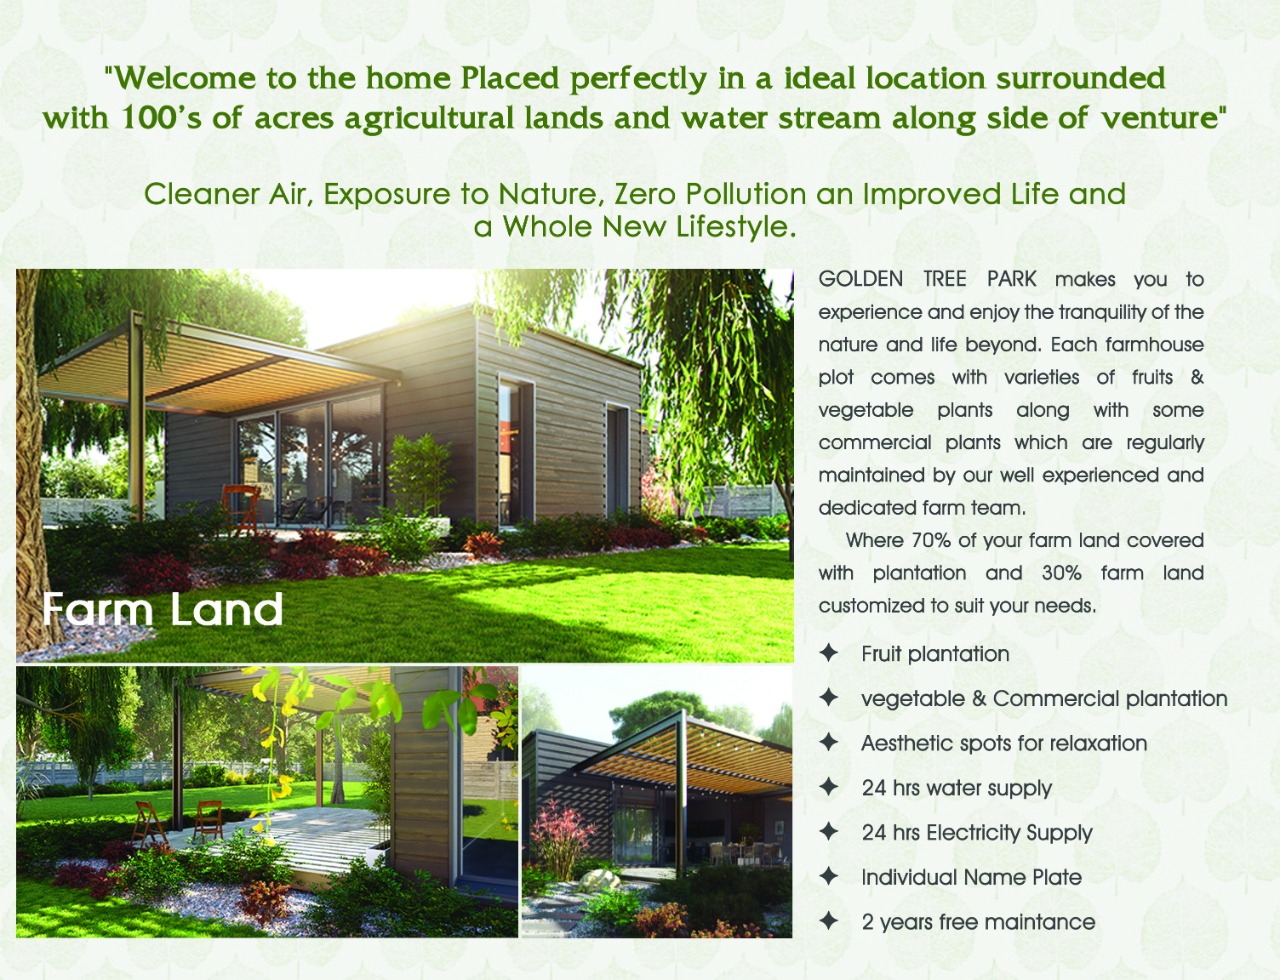 "Welcome to the home Placed perfectly in a ideal location surrounded
with 100's of acres agricultural lands and water stream along side of venture"
Cleaner Air, Exposure to Nature, Zero Pollution an Improved Life and
a Whole New Lifestyle.
Farm Land
GOLDEN TREE PARK makes you to
experience and enjoy the tranquility of the
nature and life beyond. Each farmhouse
plot comes with varieties of fruits &
vegetable plants along with some
commercial plants which are regularly
maintained by our well experienced and
dedicated farm team.
Where 70% of your farm land covered
with plantation and 30% farm land
customized to suit your needs.
Fruit plantation
vegetable & Commercial plantation
Aesthetic spots for relaxation
24 hrs water supply
24 hrs Electricity Supply
Individual Name Plate
2 years free maintance